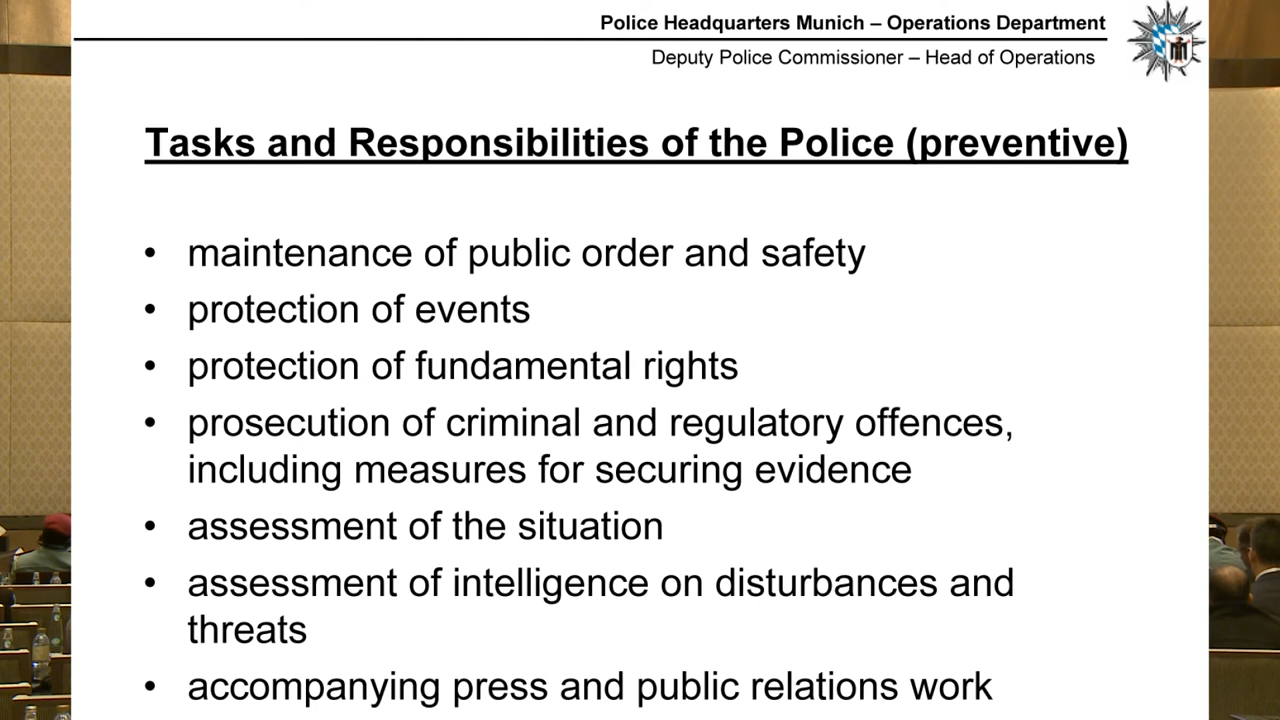 Police Headquarters Munich – Operations Department
Deputy Police Commissioner – Head of Operations
Tasks and Responsibilities of the Police (preventive)
• maintenance of public order and safety
• protection of events
• protection of fundamental rights
• prosecution of criminal and regulatory offences,
including measures for securing evidence
• assessment of the situation
• assessment of intelligence on disturbances and
threats
• accompanying press and public relations work